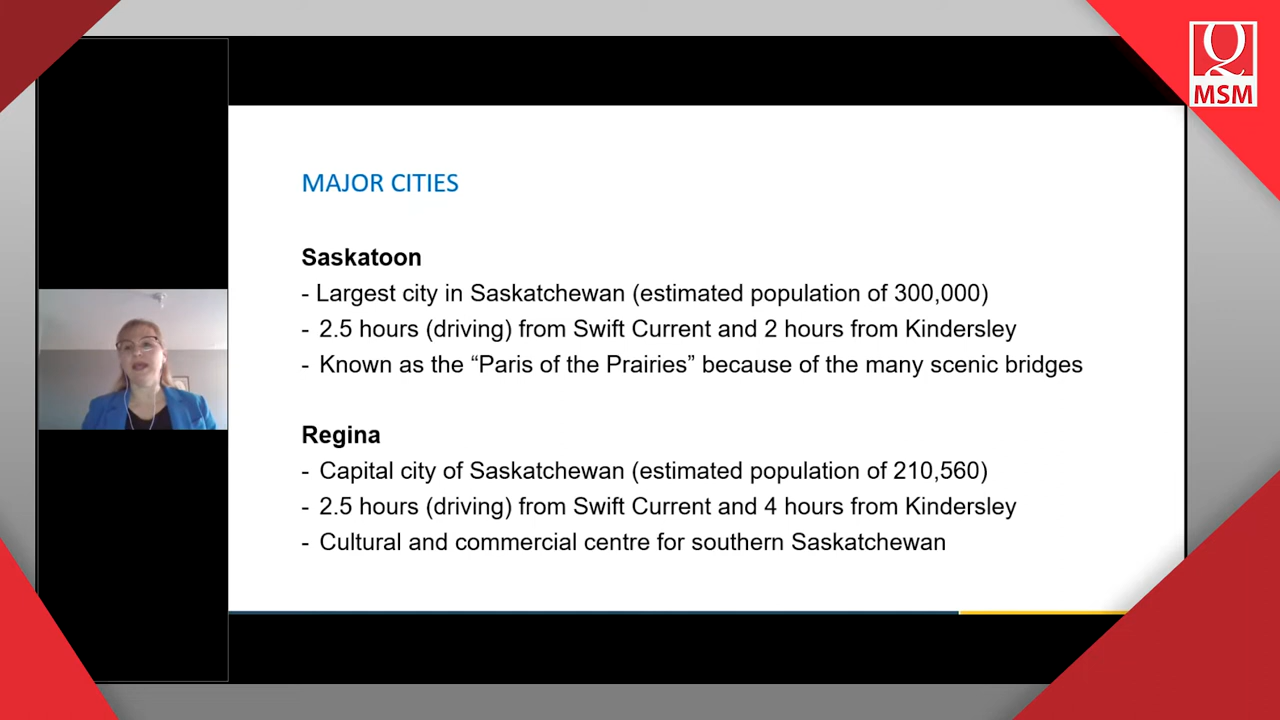 Q
MSM
MAJOR CITIES
Saskatoon
- Largest city in Saskatchewan (estimated population of 300,000)
- 2.5 hours (driving) from Swift Current and 2 hours from Kindersley
- Known as the “Paris of the Prairies” because of the many scenic bridges
Regina
- Capital city of Saskatchewan (estimated population of 210,560)
- 2.5 hours (driving) from Swift Current and 4 hours from Kindersley
- Cultural and commercial centre for southern Saskatchewan